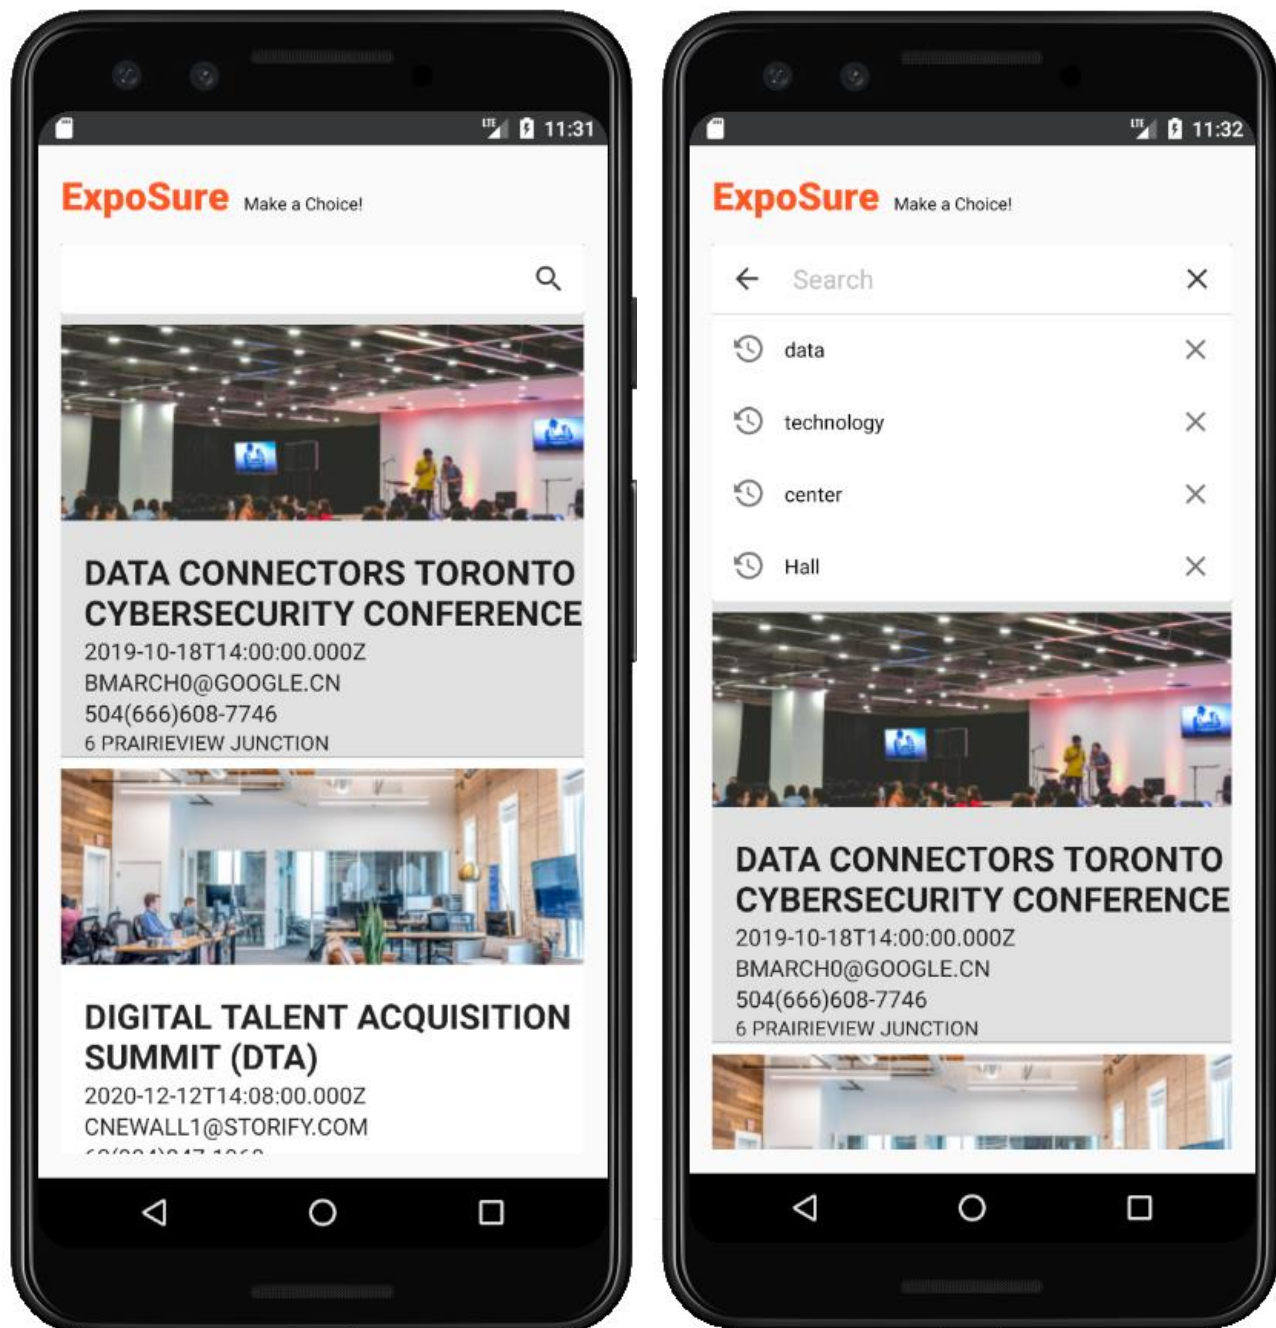 LTE 11:31
ExpoSure Make a Choice!
DATA CONNECTORS TORONTO
CYBERSECURITY CONFERENCE
2019-10-18T14:00:00.000Z
BMARCH0@GOOGLE.CN
504(666)608-7746
6 PRAIRIEVIEW JUNCTION
DIGITAL TALENT ACQUISITION
SUMMIT (DTA)
2020-12-12T14:08:00.000Z
CNEWALL1@STORIFY.COM
LTE 11:32
ExpoSure Make a Choice!
Search
data
technology
center
Hall
DATA CONNECTORS TORONTO
CYBERSECURITY CONFERENCE
2019-10-18T14:00:00.000Z
BMARCH0@GOOGLE.CN
504(666)608-7746
6 PRAIRIEVIEW JUNCTION